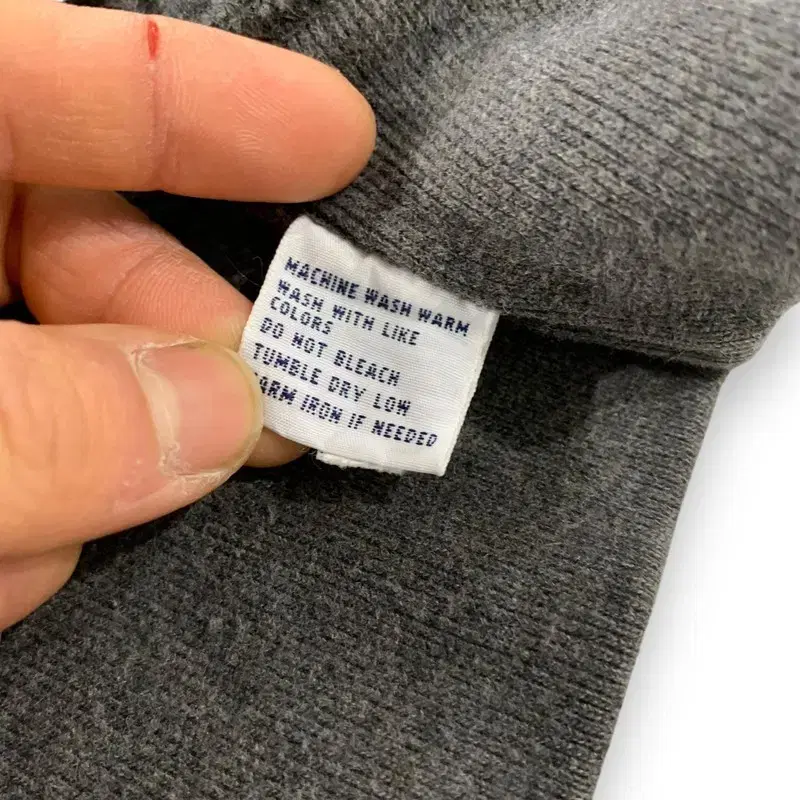 MACHINE WASH WARM
WASH WITH LIKE
COLORS
DO NOT BLEACH
TUMBLE DRY LOW
ARM IRON IF NEEDED